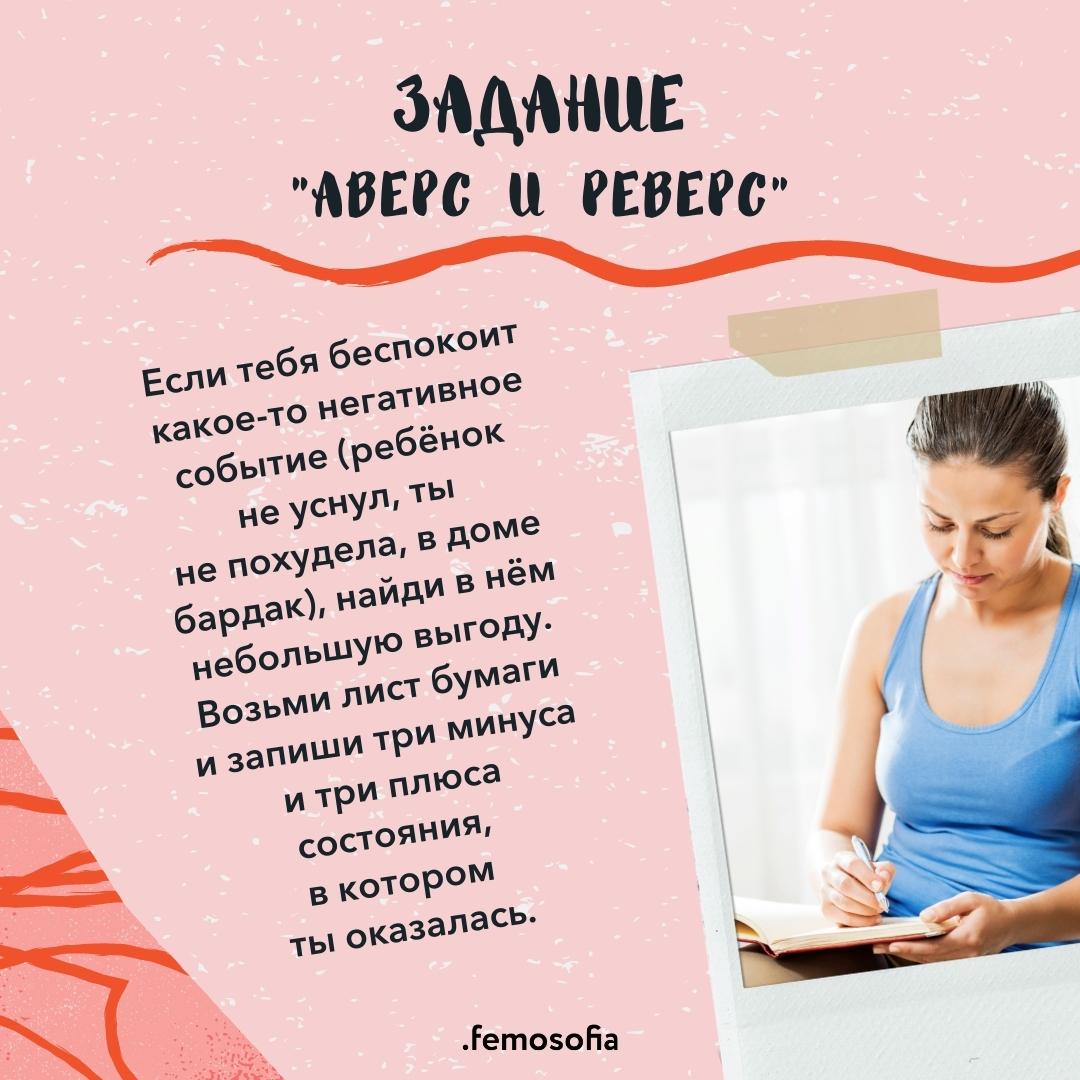 ЗАДАНИЕ
"АВЕРС И РЕВЕРС"
Если тебя беспокоит
какое-то негативное
событие (ребёнок
не уснул, ты
не похудела, в доме
бардак), найди в нём
небольшую выгоду.
Возьми лист бумаги
и запиши три минуса
и три плюса
состояния,
в котором
ты оказалась.
.femosofia